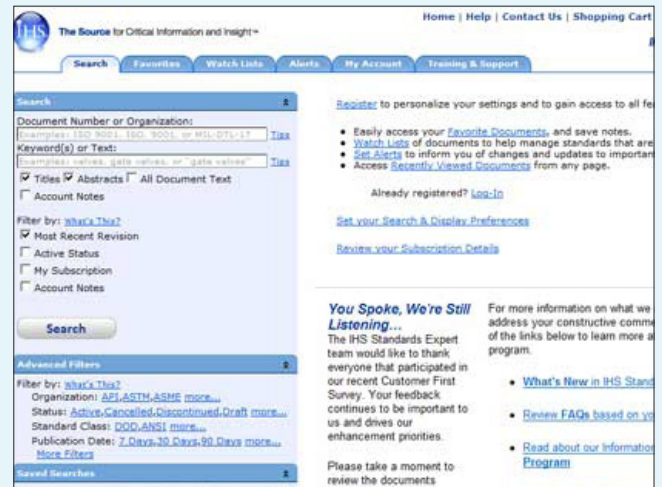 IHS
The Source for Critical Information and Insight™
Home | Help | Contact Us | Shopping Cart
Search
Favorites
Watch Lists
Alerts
My Account
Training & Support
Search
Document Number or Organization:
Examples: ISO 9001, ISO, 9001, or MIL-DTL-17
Tips
Keyword(s) or Text:
Examples: valves, gate valves, or "gate valves"
Tips
Titles Abstracts All Document Text
Account Notes
Filter by: What's This?
Most Recent Revision
Active Status
My Subscription
Account Notes
Search
Advanced Filters
Filter by: What's This?
Organization: API,ASTM,ASME more...
Status: Active,Cancelled,Discontinued,Draft more...
Standard Class: DOD,ANSI more...
Publication Date: 7 Days,30 Days,90 Days more...
More Filters
Saved Searches
Register to personalize your settings and to gain access to all fe
• Easily access your Favorite Documents, and save notes.
• Watch Lists of documents to help manage standards that are
• Set Alerts to inform you of changes and updates to important
• Access Recently Viewed Documents from any page.
Already registered? Log-In
Set your Search & Display Preferences
Review your Subscription Details
You Spoke, We're Still
Listening...
The IHS Standards Expert
team would like to thank
everyone that participated in
our recent Customer First
Survey. Your feedback
continues to be important to
us and drives our
enhancement priorities.
Please take a moment to
review the documents
For more information on what we
address your constructive comme
of the links below to learn more a
program.
• What's New in IHS Stand
• Review FAQs based on yo
• Read about our Information
Program